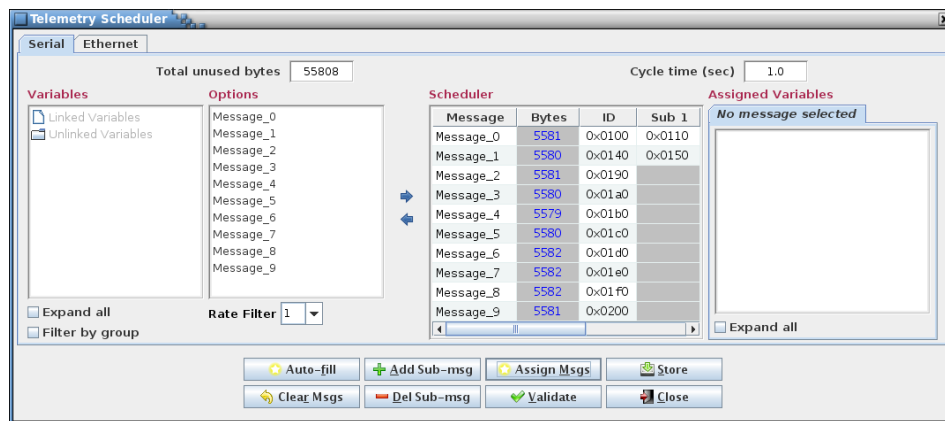 Telemetry Scheduler
Serial Ethernet
Total unused bytes 55808 Cycle time (sec) 1.0
Variables Options Scheduler Assigned Variables
Linked Variables
Unlinked Variables
Expand all
Filter by group
Message_0
Message_1
Message_2
Message_3
Message_4
Message_5
Message_6
Message_7
Message_8
Message_9
Rate Filter 1
Message Bytes ID Sub 1
Message_0 5581 0x0100 0x0110
Message_1 5580 0x0140 0x0150
Message_2 5581 0x0190
Message_3 5580 0x01a0
Message_4 5579 0x01b0
Message_5 5580 0x01c0
Message_6 5582 0x01d0
Message_7 5582 0x01e0
Message_8 5582 0x01f0
Message_9 5581 0x0200
No message selected
Expand all
Auto-fill Add Sub-msg Assign Msgs Store
Clear Msgs Del Sub-msg Validate Close